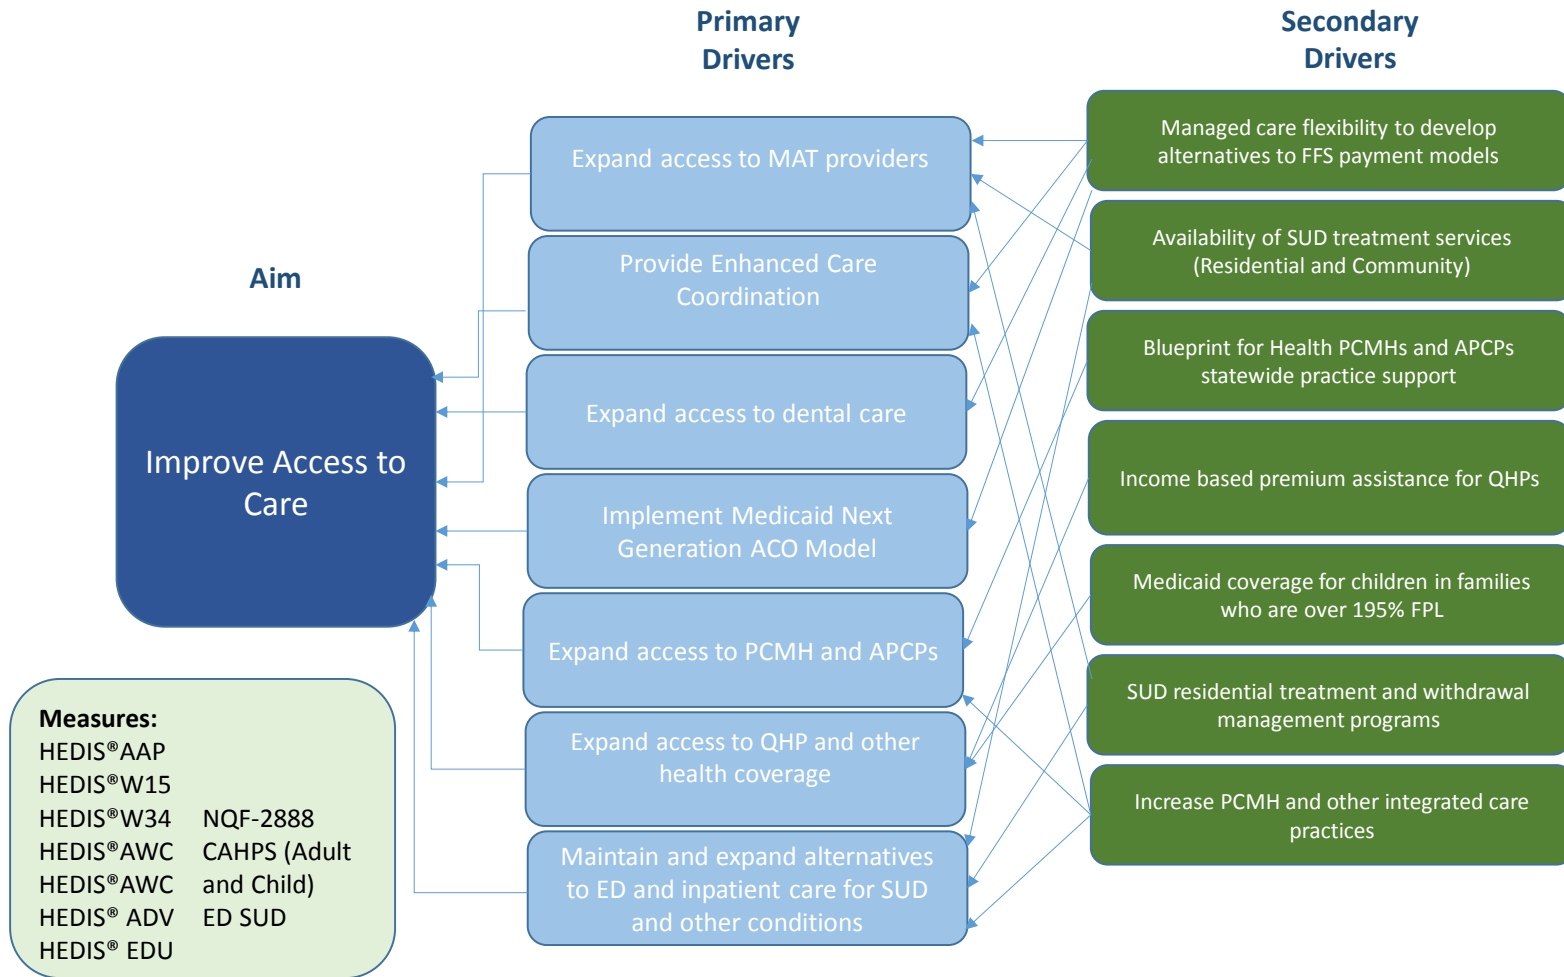 Primary
Drivers
Secondary
Drivers
Aim
Improve Access to
Care
Expand access to MAT providers
Provide Enhanced Care
Coordination
Expand access to dental care
Implement Medicaid Next
Generation ACO Model
Expand access to PCMH and APCPs
Expand access to QHP and other
health coverage
Maintain and expand alternatives
to ED and inpatient care for SUD
and other conditions
Managed care flexibility to develop
alternatives to FFS payment models
Availability of SUD treatment services
(Residential and Community)
Blueprint for Health PCMHs and APCPs
statewide practice support
Income based premium assistance for QHPs
Medicaid coverage for children in families
who are over 195% FPL
SUD residential treatment and withdrawal
management programs
Increase PCMH and other integrated care
practices
Measures:
HEDIS®AAP
HEDIS®W15
HEDIS®W34
HEDIS®AWC
HEDIS®AWC
HEDIS® ADV
HEDIS® EDU
NQF-2888
CAHPS (Adult
and Child)
ED SUD